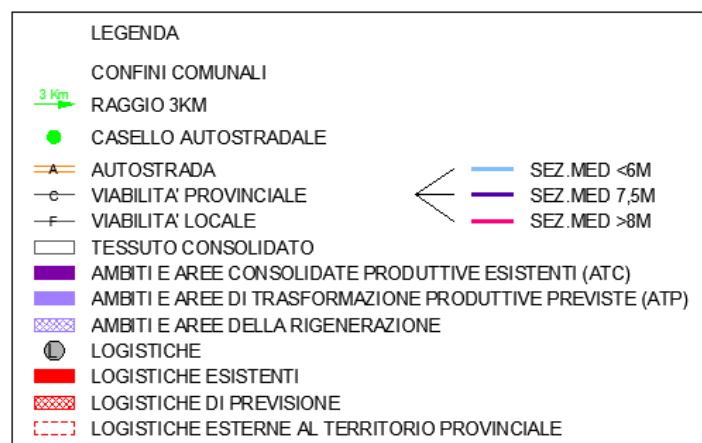 LEGENDA
CONFINI COMUNALI
3 Km RAGGIO 3KM
CASELLO AUTOSTRADALE
A AUTOSTRADA SEZ.MED <6M
C VIABILITA' PROVINCIALE SEZ.MED 7,5M
F VIABILITA' LOCALE SEZ.MED >8M
TESSUTO CONSOLIDATO
AMBITI E AREE CONSOLIDATE PRODUTTIVE ESISTENTI (ATC)
AMBITI E AREE DI TRASFORMAZIONE PRODUTTIVE PREVISTE (ATP)
AMBITI E AREE DELLA RIGENERAZIONE
L LOGISTICHE
LOGISTICHE ESISTENTI
LOGISTICHE DI PREVISIONE
LOGISTICHE ESTERNE AL TERRITORIO PROVINCIALE